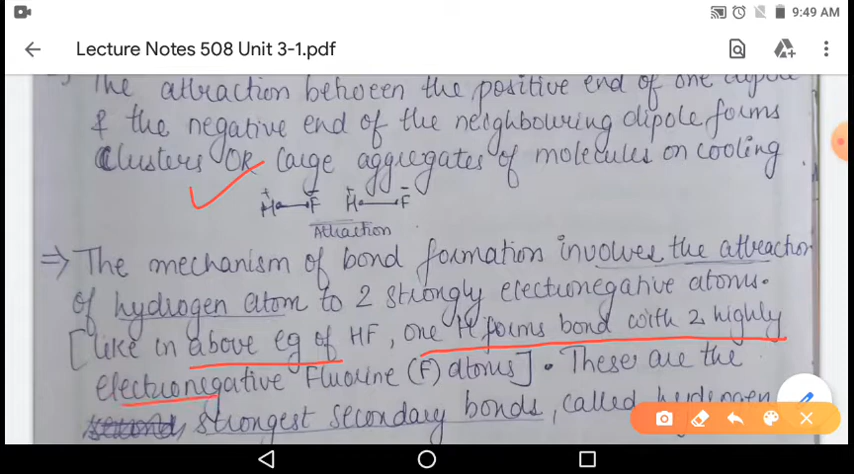 9:49 AM
Lecture Notes 508 Unit 3-1.pdf
The attraction between the positive end of one dipole
& the negative end of the neighbouring dipole forms
Clusters OR large aggregates of molecules on cooling.
+ - + -
H F H F
Attraction
⇒ The mechanism of bond formation involves the attraction
of hydrogen atom to 2 strongly electronegative atoms.
[like in above eg of HF, one H forms bond with 2 highly
electronegative Fluorine (F) atoms]. These are the
strongest secondary bonds, called hydrogen